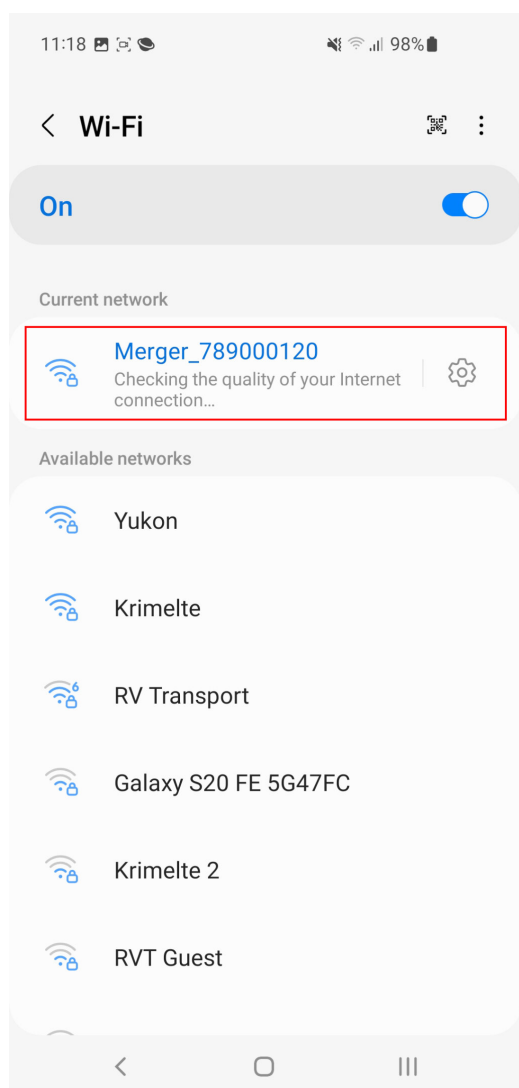 11:18 98%
Wi-Fi
On
Current network
Merger_789000120
Checking the quality of your Internet
connection...
Available networks
Yukon
Krimelte
6
RV Transport
Galaxy S20 FE 5G47FC
Krimelte 2
RVT Guest